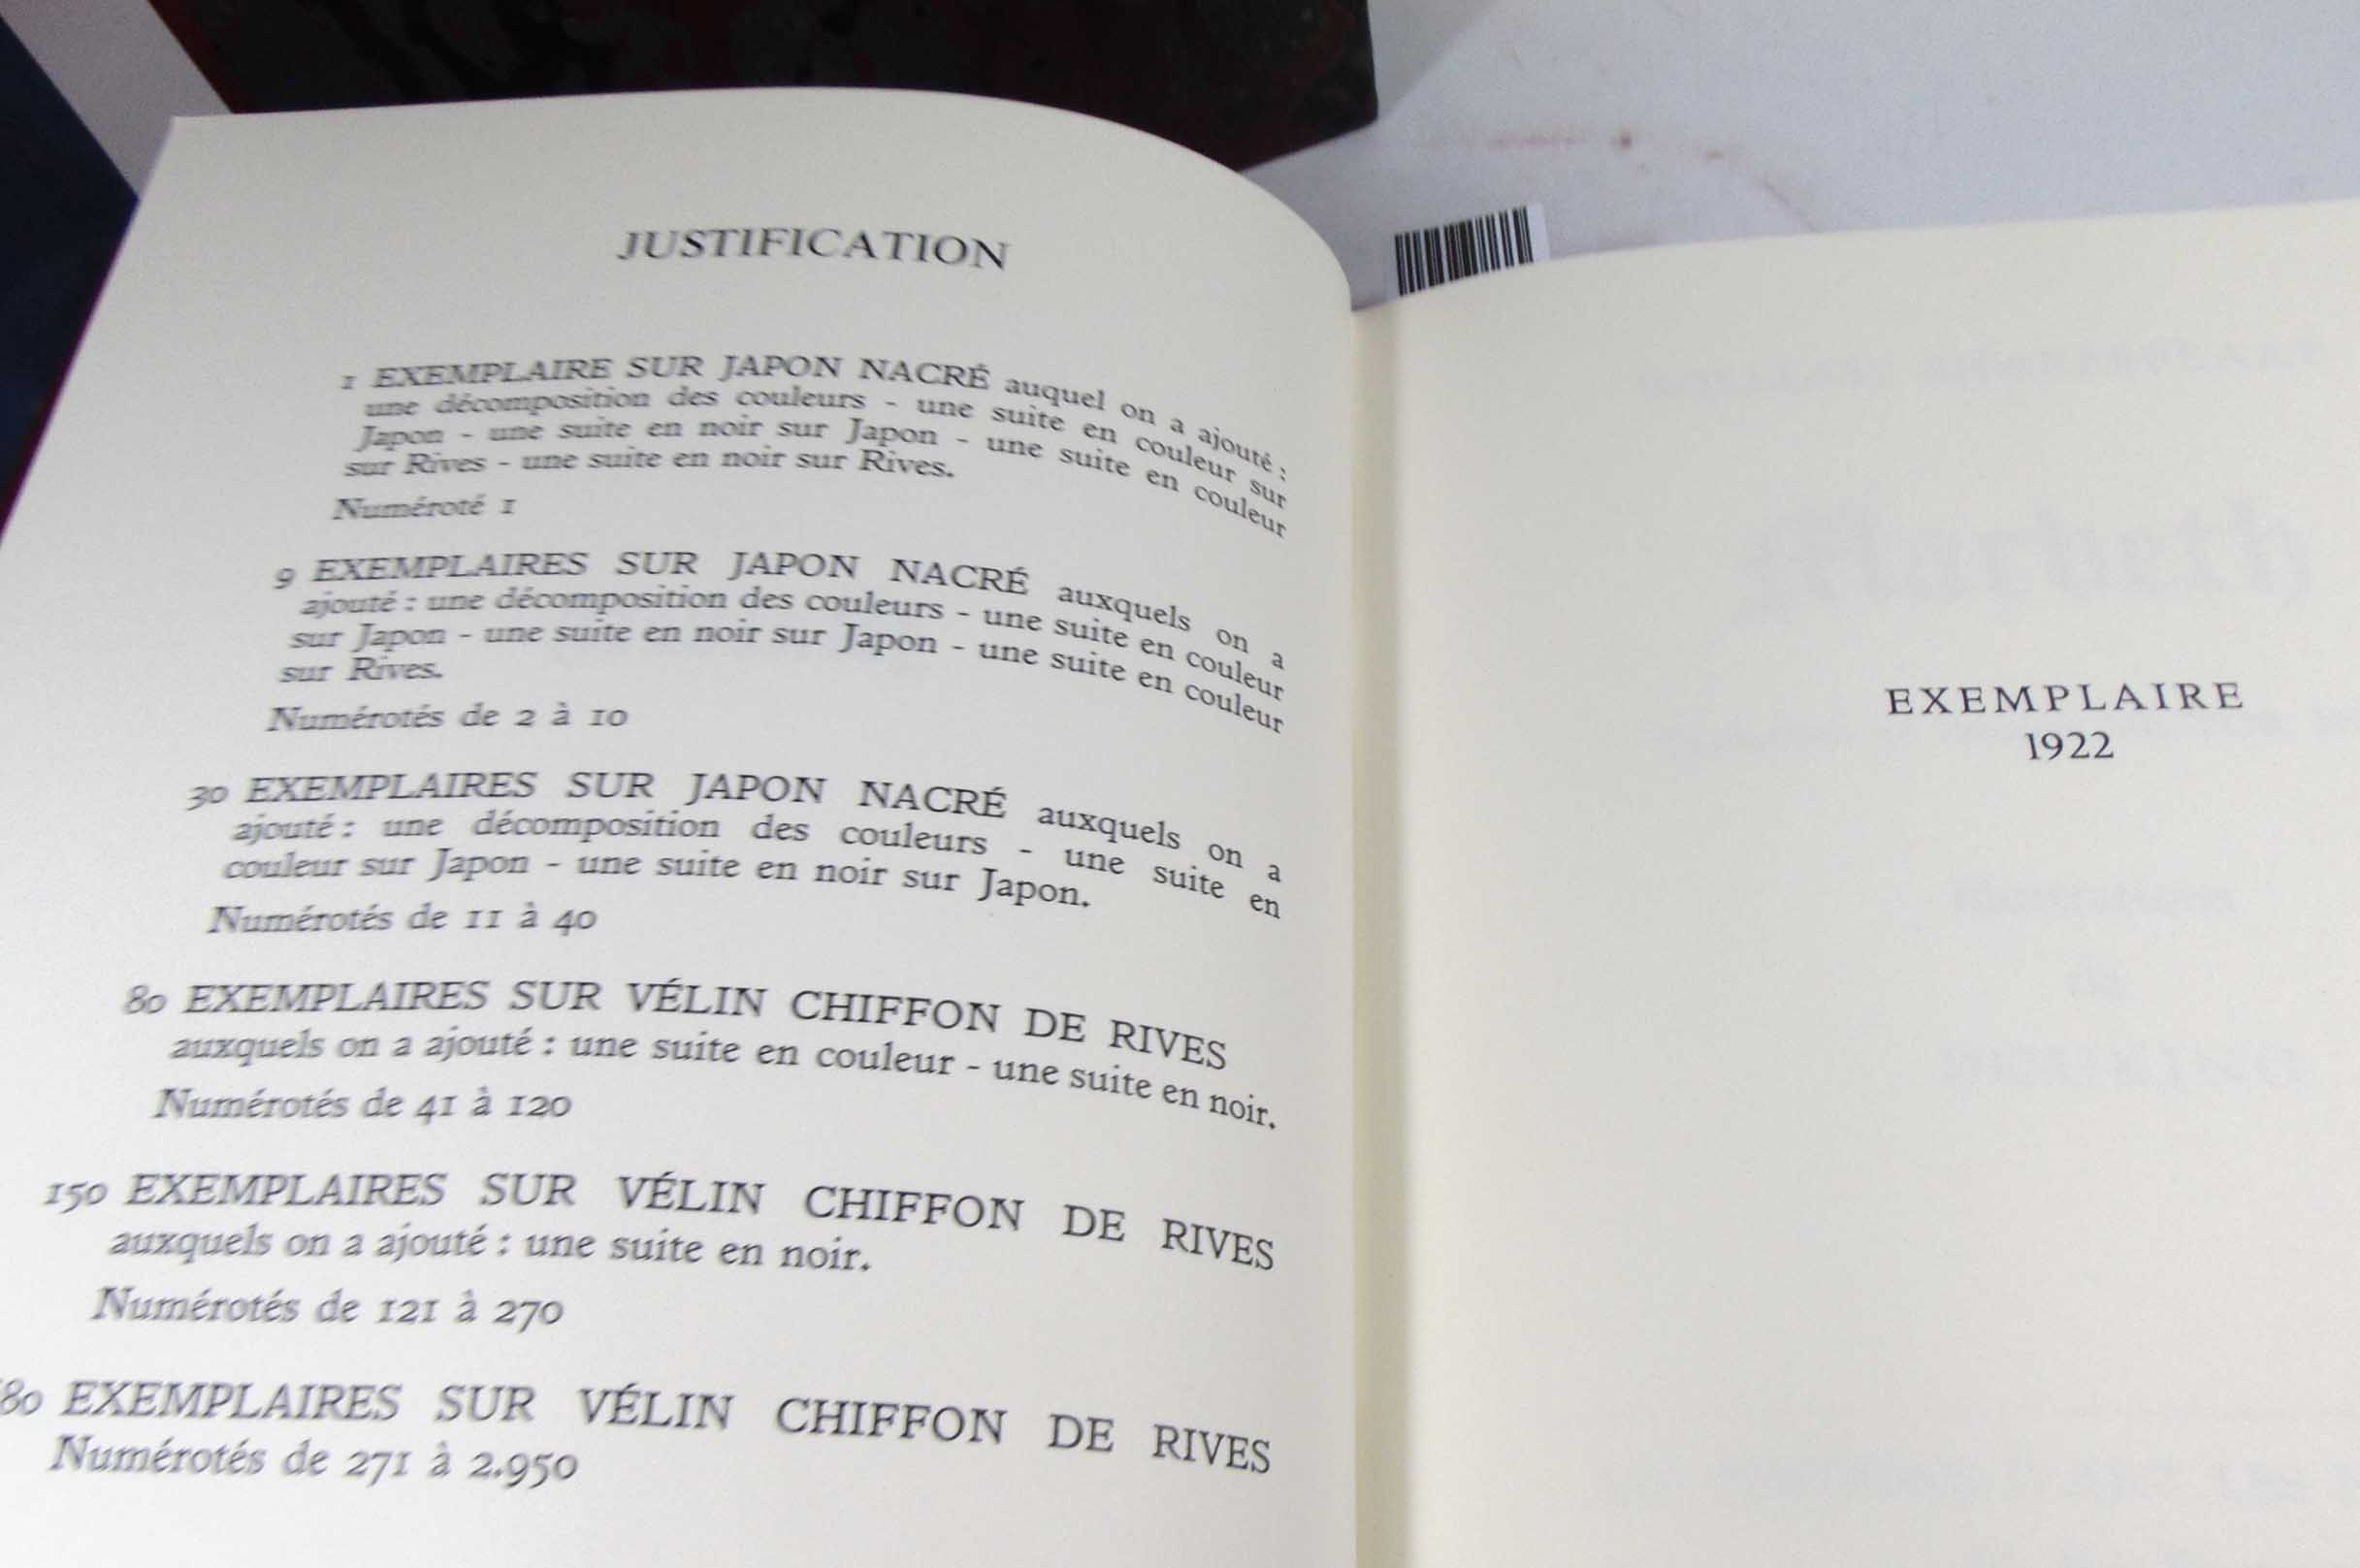 JUSTIFICATION
1 EXEMPLAIRE SUR JAPON NACRÉ auquel on a ajouté :
une décomposition des couleurs - une suite en couleur sur
Japon - une suite en noir sur Japon - une suite en couleur
sur Rives - une suite en noir sur Rives.
Numéroté 1
9 EXEMPLAIRES SUR JAPON NACRÉ auxquels on a
ajouté : une décomposition des couleurs - une suite en couleur
sur Japon - une suite en noir sur Japon - une suite en couleur
sur Rives.
Numérotés de 2 à 10
30 EXEMPLAIRES SUR JAPON NACRÉ auxquels on a
ajouté : une décomposition des couleurs - une suite en
couleur sur Japon - une suite en noir sur Japon.
Numérotés de 11 à 40
80 EXEMPLAIRES SUR VÉLIN CHIFFON DE RIVES
auxquels on a ajouté : une suite en couleur - une suite en noir.
Numérotés de 41 à 120
150 EXEMPLAIRES SUR VÉLIN CHIFFON DE RIVES
auxquels on a ajouté : une suite en noir.
Numérotés de 121 à 270
80 EXEMPLAIRES SUR VÉLIN CHIFFON DE RIVES
Numérotés de 271 à 2.950
EXEMPLAIRE
1922